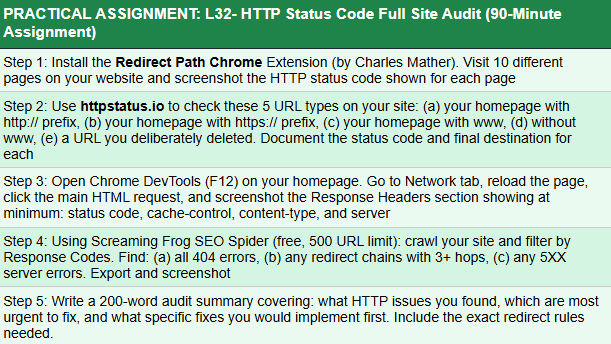 PRACTICAL ASSIGNMENT: L32- HTTP Status Code Full Site Audit (90-Minute
Assignment)
Step 1: Install the Redirect Path Chrome Extension (by Charles Mather). Visit 10 different
pages on your website and screenshot the HTTP status code shown for each page
Step 2: Use httpstatus.io to check these 5 URL types on your site: (a) your homepage with
http:// prefix, (b) your homepage with https:// prefix, (c) your homepage with www, (d) without
www, (e) a URL you deliberately deleted. Document the status code and final destination for
each
Step 3: Open Chrome DevTools (F12) on your homepage. Go to Network tab, reload the page,
click the main HTML request, and screenshot the Response Headers section showing at
minimum: status code, cache-control, content-type, and server
Step 4: Using Screaming Frog SEO Spider (free, 500 URL limit): crawl your site and filter by
Response Codes. Find: (a) all 404 errors, (b) any redirect chains with 3+ hops, (c) any 5XX
server errors. Export and screenshot
Step 5: Write a 200-word audit summary covering: what HTTP issues you found, which are most
urgent to fix, and what specific fixes you would implement first. Include the exact redirect rules
needed.